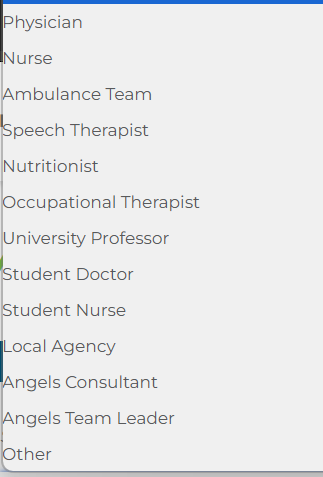 Physician
Nurse
Ambulance Team
Speech Therapist
Nutritionist
Occupational Therapist
University Professor
Student Doctor
Student Nurse
Local Agency
Angels Consultant
Angels Team Leader
Other